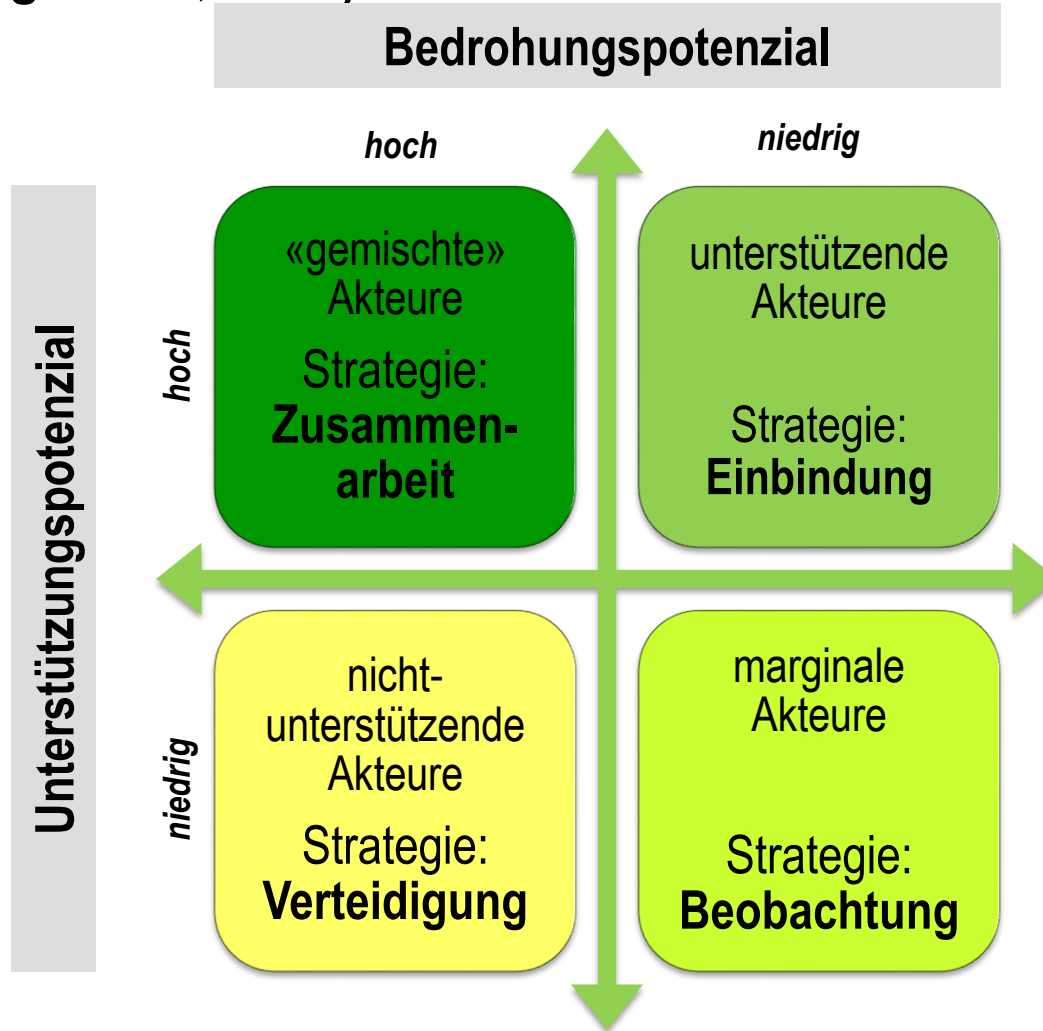 Bedrohungspotenzial
hoch
niedrig
Unterstützungspotenzial
hoch
«gemischte»
Akteure
Strategie:
Zusammen-
arbeit
unterstützende
Akteure
Strategie:
Einbindung
niedrig
nicht-
unterstützende
Akteure
Strategie:
Verteidigung
marginale
Akteure
Strategie:
Beobachtung